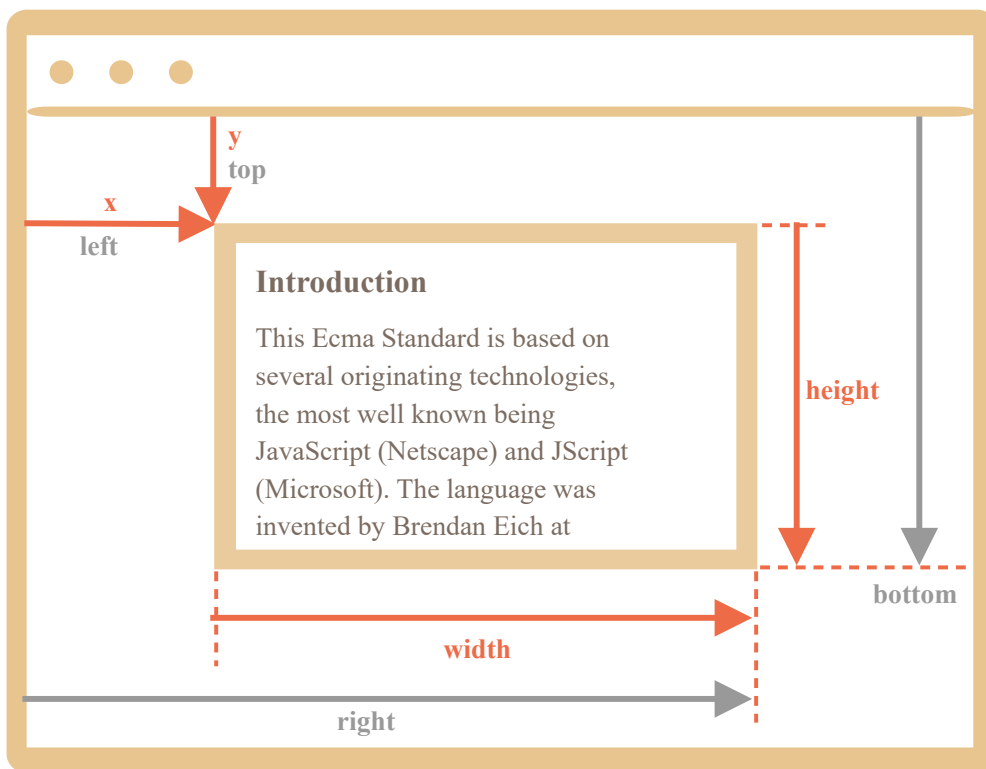 y
top
x
left
Introduction
This Ecma Standard is based on
several originating technologies,
the most well known being
JavaScript (Netscape) and JScript
(Microsoft). The language was
invented by Brendan Eich at
height
bottom
width
right